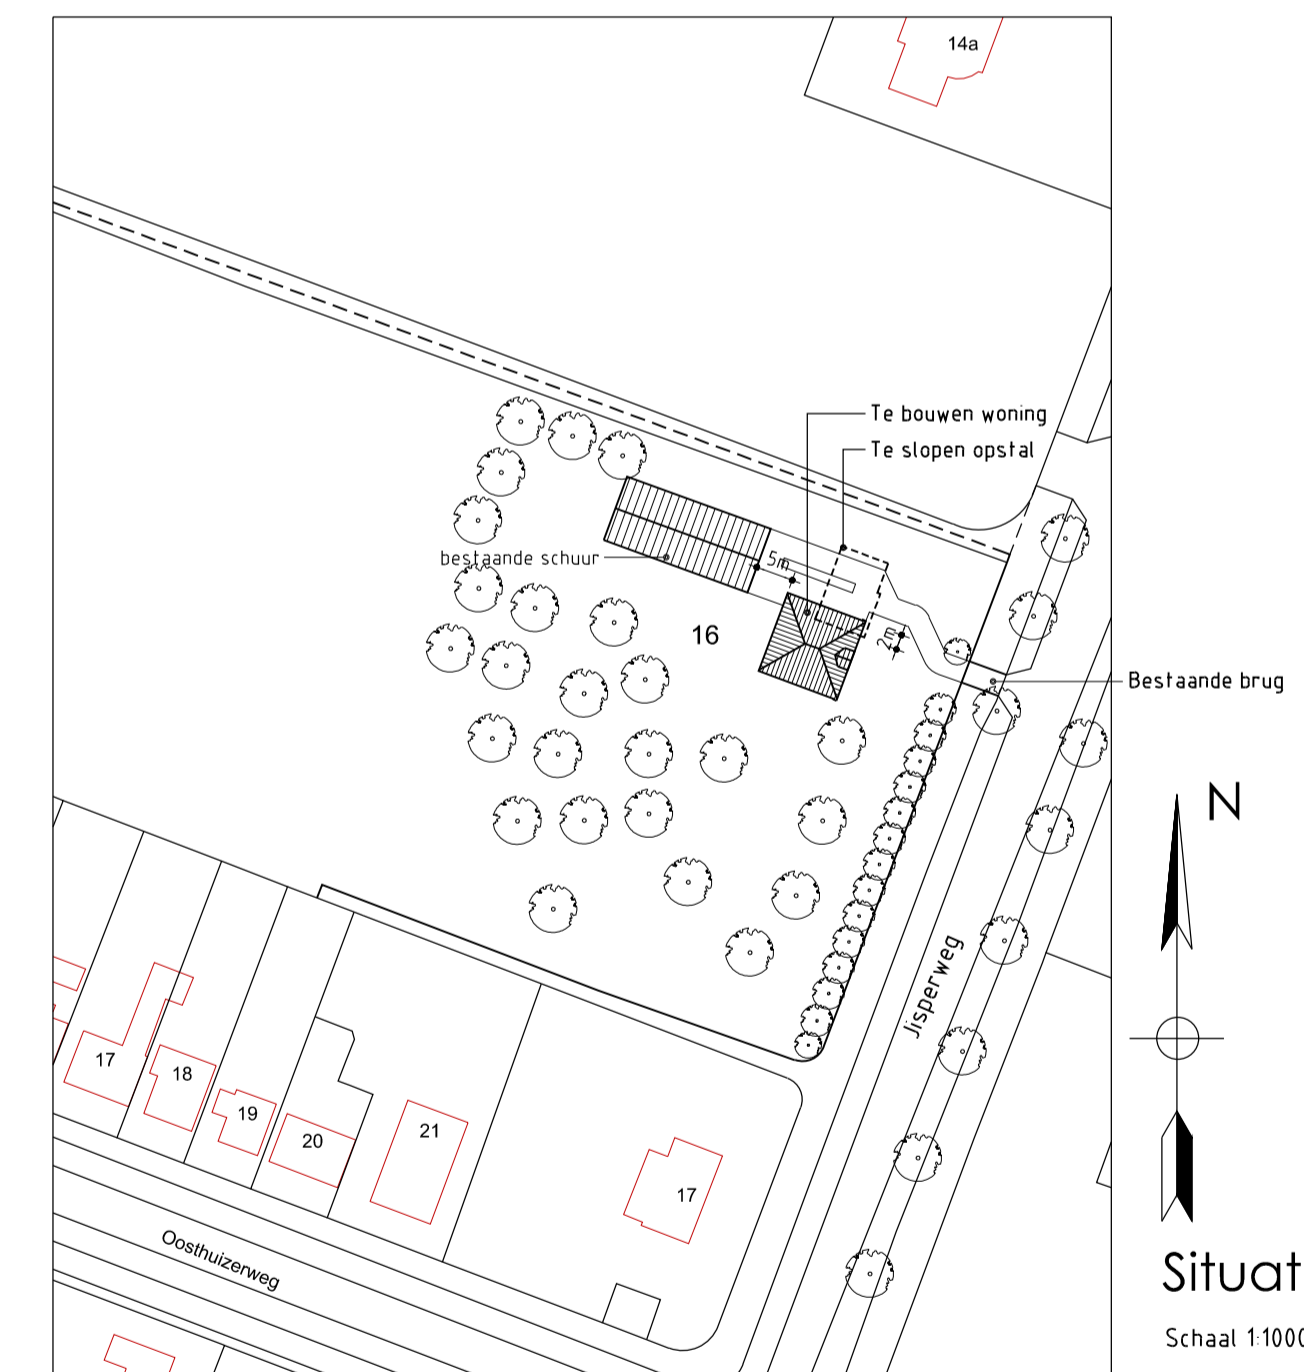 14a
Te bouwen woning
Te slopen opstal
bestaande schuur
5m
16
2m
Bestaande brug
N
Jisperweg
17
18
19
20
21
17
Oosthuizerweg
Situat
Schaal 1:1000